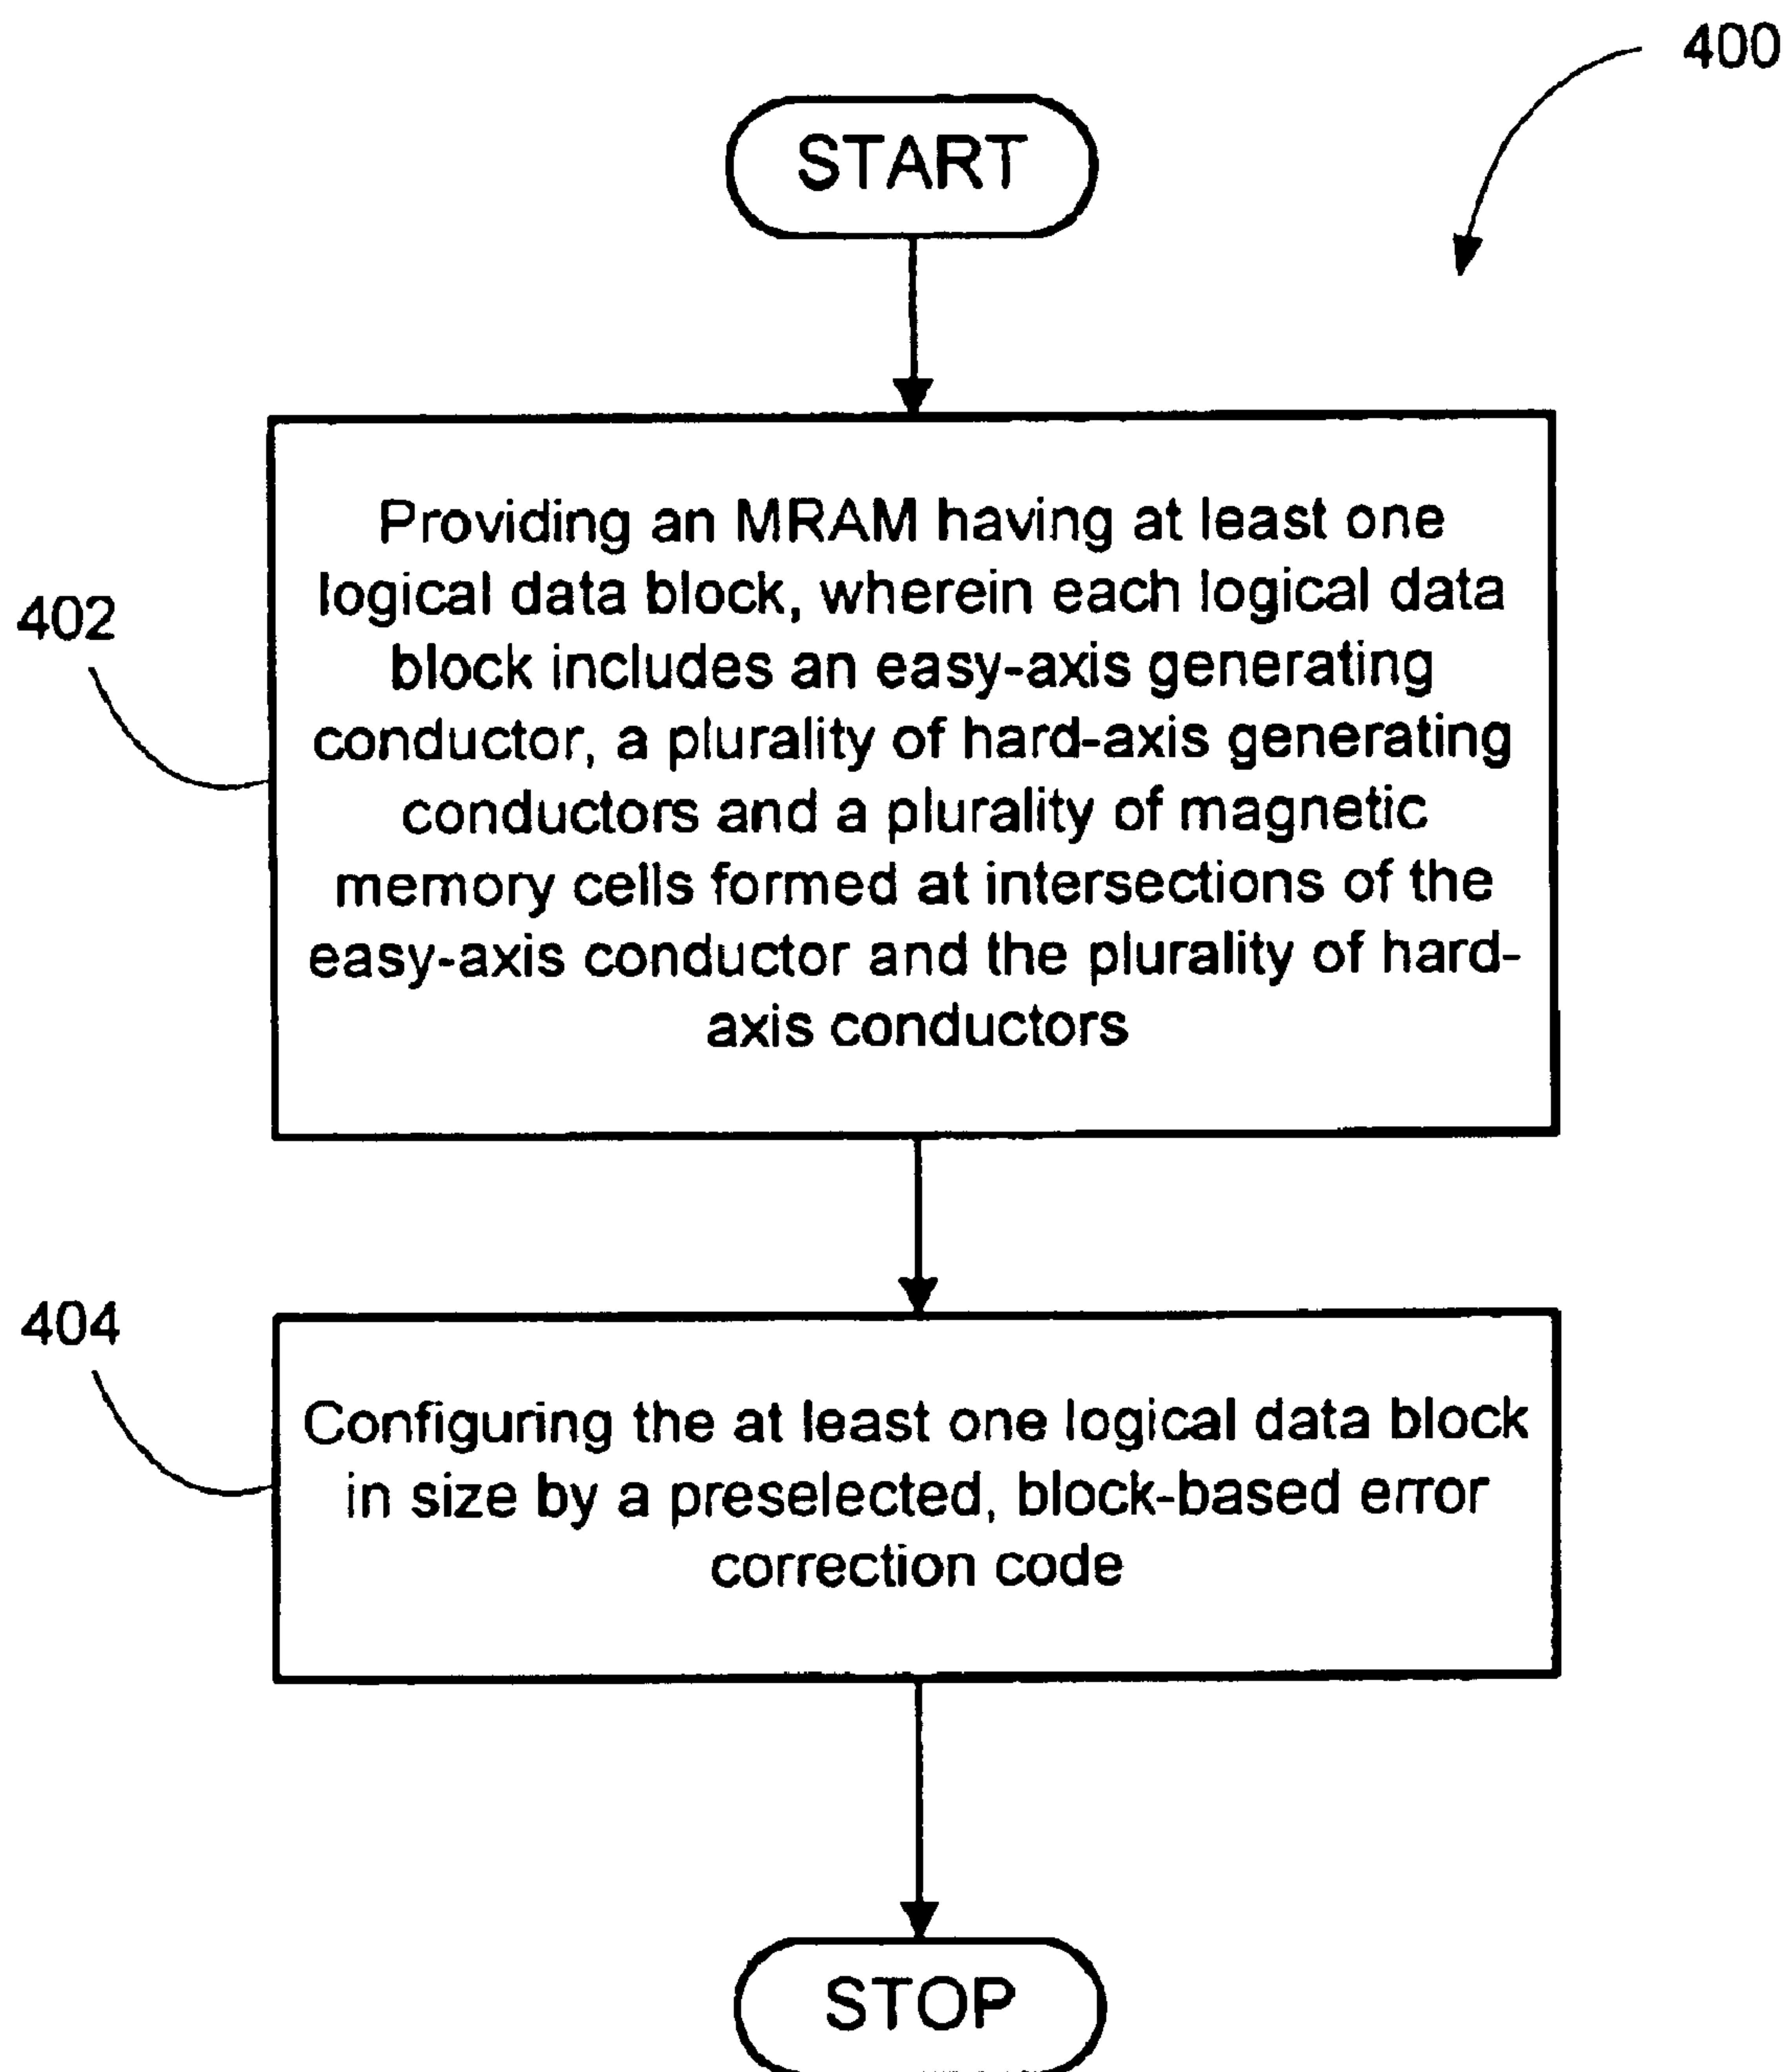 400
START
402
Providing an MRAM having at least one
logical data block, wherein each logical data
block includes an easy-axis generating
conductor, a plurality of hard-axis generating
conductors and a plurality of magnetic
memory cells formed at intersections of the
easy-axis conductor and the plurality of hard-
axis conductors
404
Configuring the at least one logical data block
in size by a preselected, block-based error
correction code
STOP